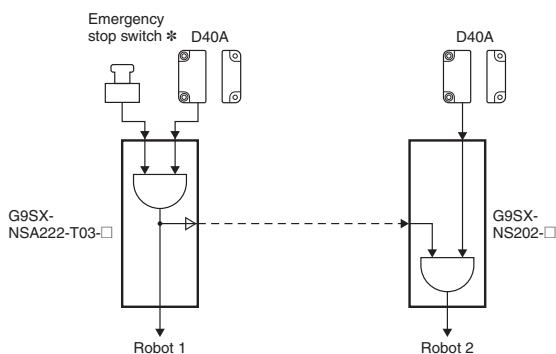 Emergency
stop switch ✻
D40A
D40A
G9SX-
NSA222-T03-□
G9SX-
NS202-□
Robot 1
Robot 2